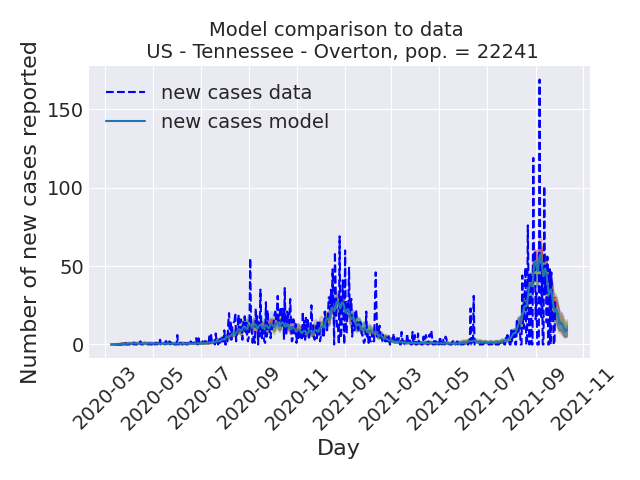 Model comparison to data
US - Tennessee - Overton, pop. = 22241
Number of new cases reported
150
100
50
0
new cases data
new cases model
2020-03
2020-05
2020-07
2020-09
2020-11
2021-01
2021-03
2021-05
2021-07
2021-09
2021-11
Day